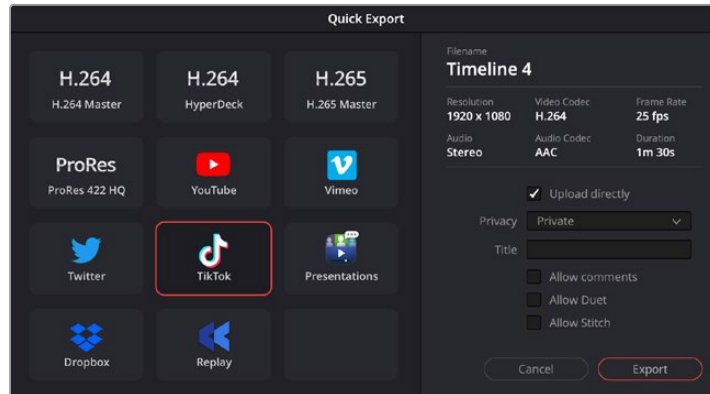 Quick Export
H.264
H.264 Master
H.264
HyperDeck
H.265
H.265 Master
ProRes
ProRes 422 HQ
YouTube
Vimeo
Twitter
TikTok
Presentations
Dropbox
Replay
Filename
Timeline 4
Resolution Video Codec Frame Rate
1920 x 1080 H.264 25 fps
Audio Audio Codec Duration
Stereo AAC 1m 30s
Upload directly
Privacy Private
Title
Allow comments
Allow Duet
Allow Stitch
Cancel Export